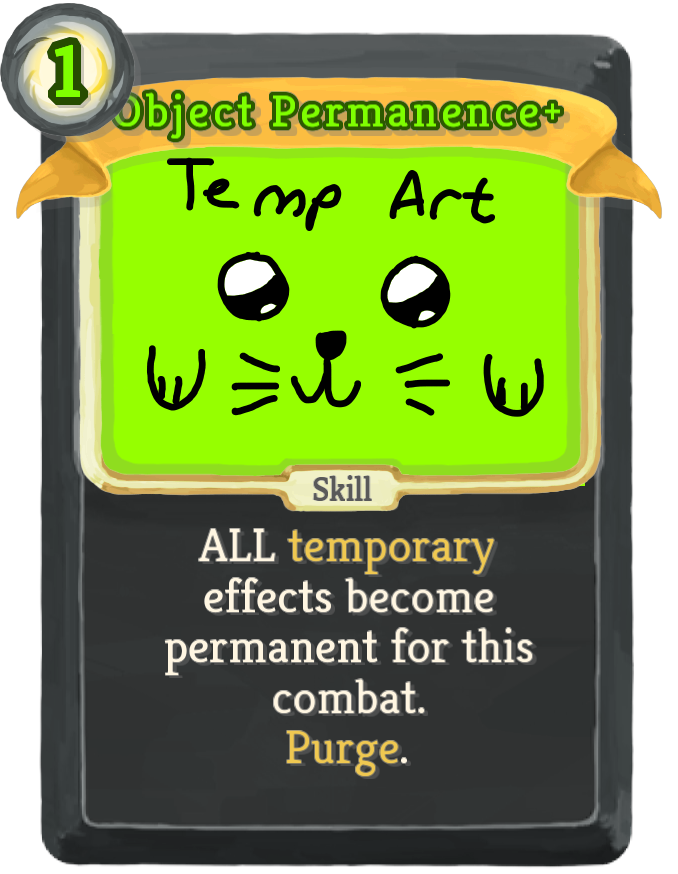 1
Object Permanence+
Temp Art
Skill
ALL temporary
effects become
permanent for this
combat.
Purge.